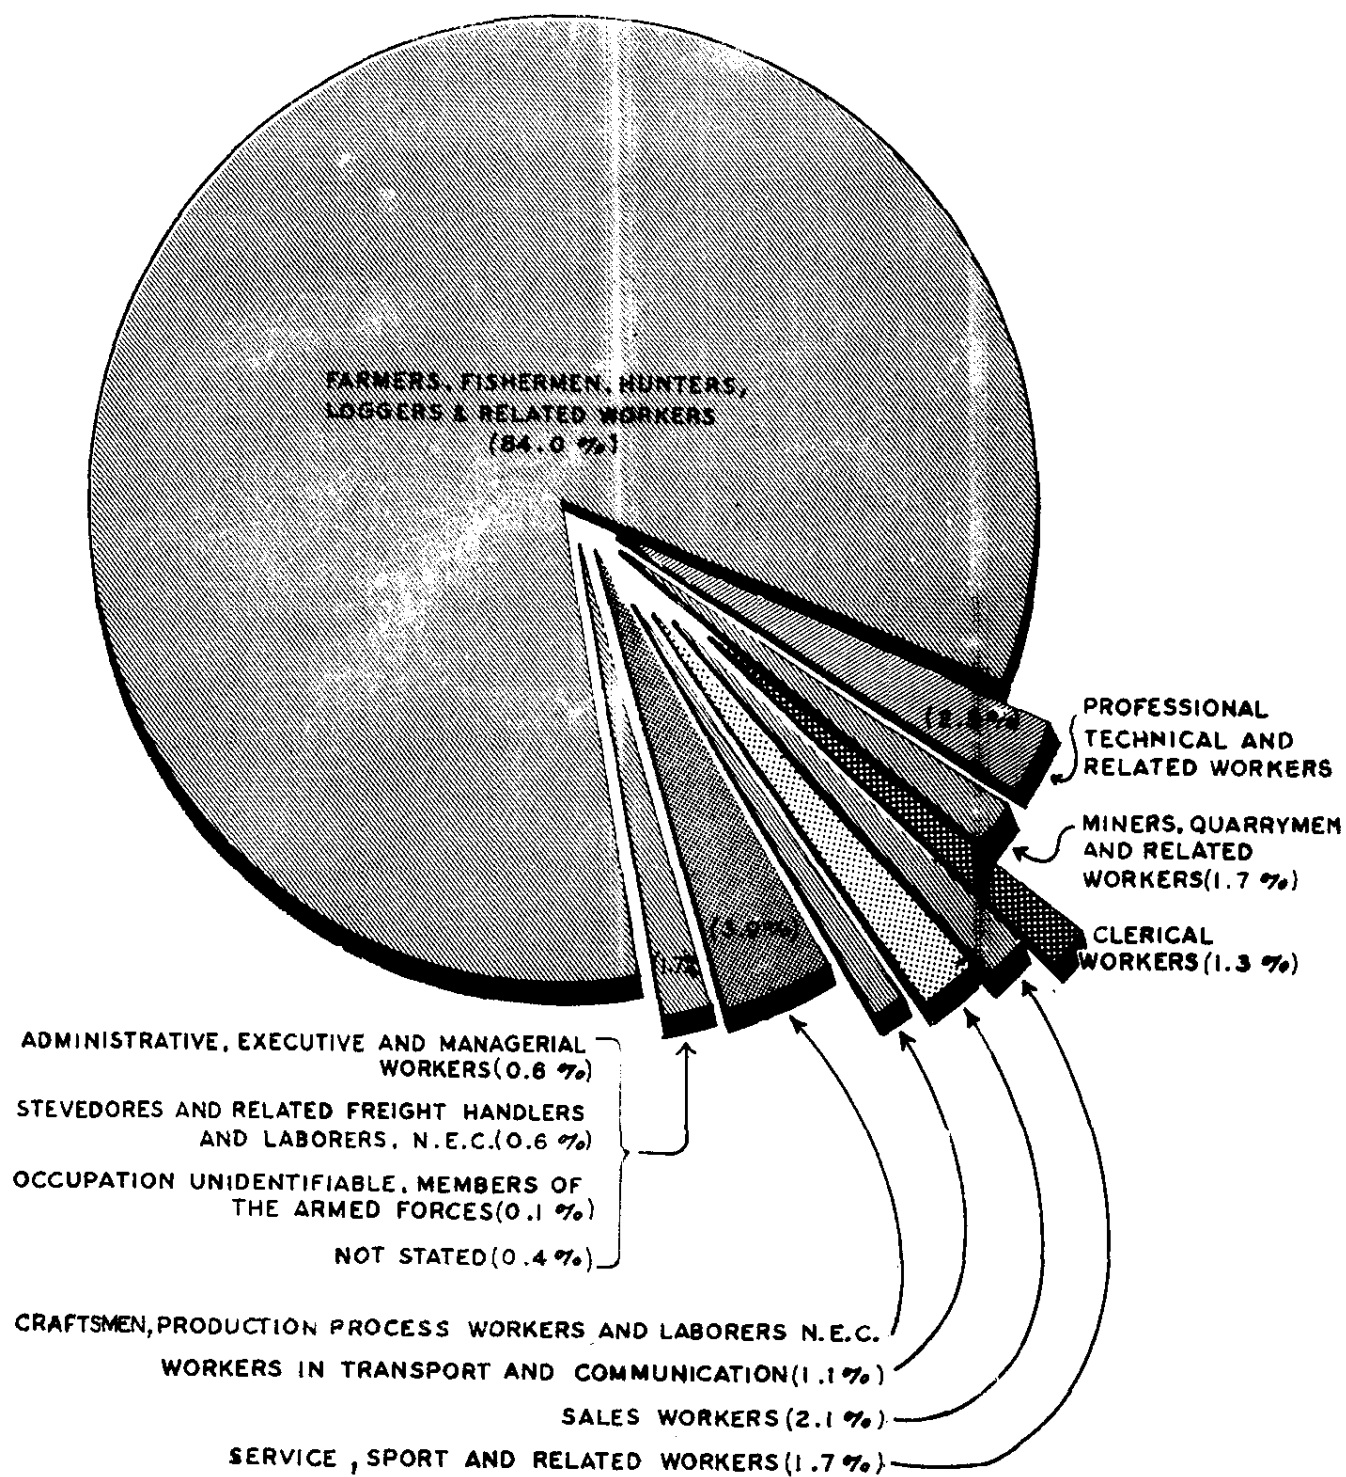 FARMERS, FISHERMEN, HUNTERS,
LOGGERS & RELATED WORKERS
(84.0 %)
PROFESSIONAL
TECHNICAL AND
RELATED WORKERS
MINERS, QUARRYMEN
AND RELATED
WORKERS (1.7 %)
CLERICAL
WORKERS (1.3 %)
(1.7%
ADMINISTRATIVE, EXECUTIVE AND MANAGERIAL
WORKERS (0.6 %)
STEVEDORES AND RELATED FREIGHT HANDLERS
AND LABORERS, N.E.C. (0.6 %)
OCCUPATION UNIDENTIFIABLE, MEMBERS OF
THE ARMED FORCES (0.1 %)
NOT STATED (0.4 %)
CRAFTSMEN, PRODUCTION PROCESS WORKERS AND LABORERS N.E.C.
WORKERS IN TRANSPORT AND COMMUNICATION (1.1 %)
SALES WORKERS (2.1 %)
SERVICE, SPORT AND RELATED WORKERS (1.7 %)